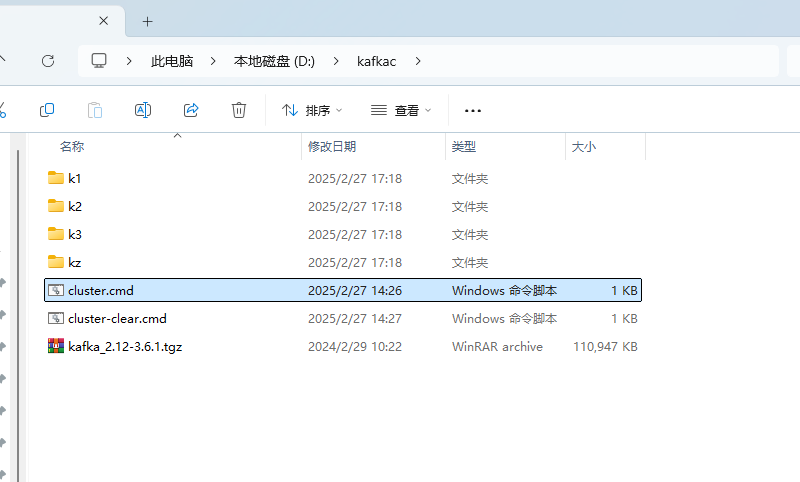 此电脑 本地磁盘 (D:) kafkac
排序 查看
名称 修改日期 类型 大小
k1 2025/2/27 17:18 文件夹
k2 2025/2/27 17:18 文件夹
k3 2025/2/27 17:18 文件夹
kz 2025/2/27 17:18 文件夹
cluster.cmd 2025/2/27 14:26 Windows 命令脚本 1 KB
cluster-clear.cmd 2025/2/27 14:27 Windows 命令脚本 1 KB
kafka_2.12-3.6.1.tgz 2024/2/29 10:22 WinRAR archive 110,947 KB